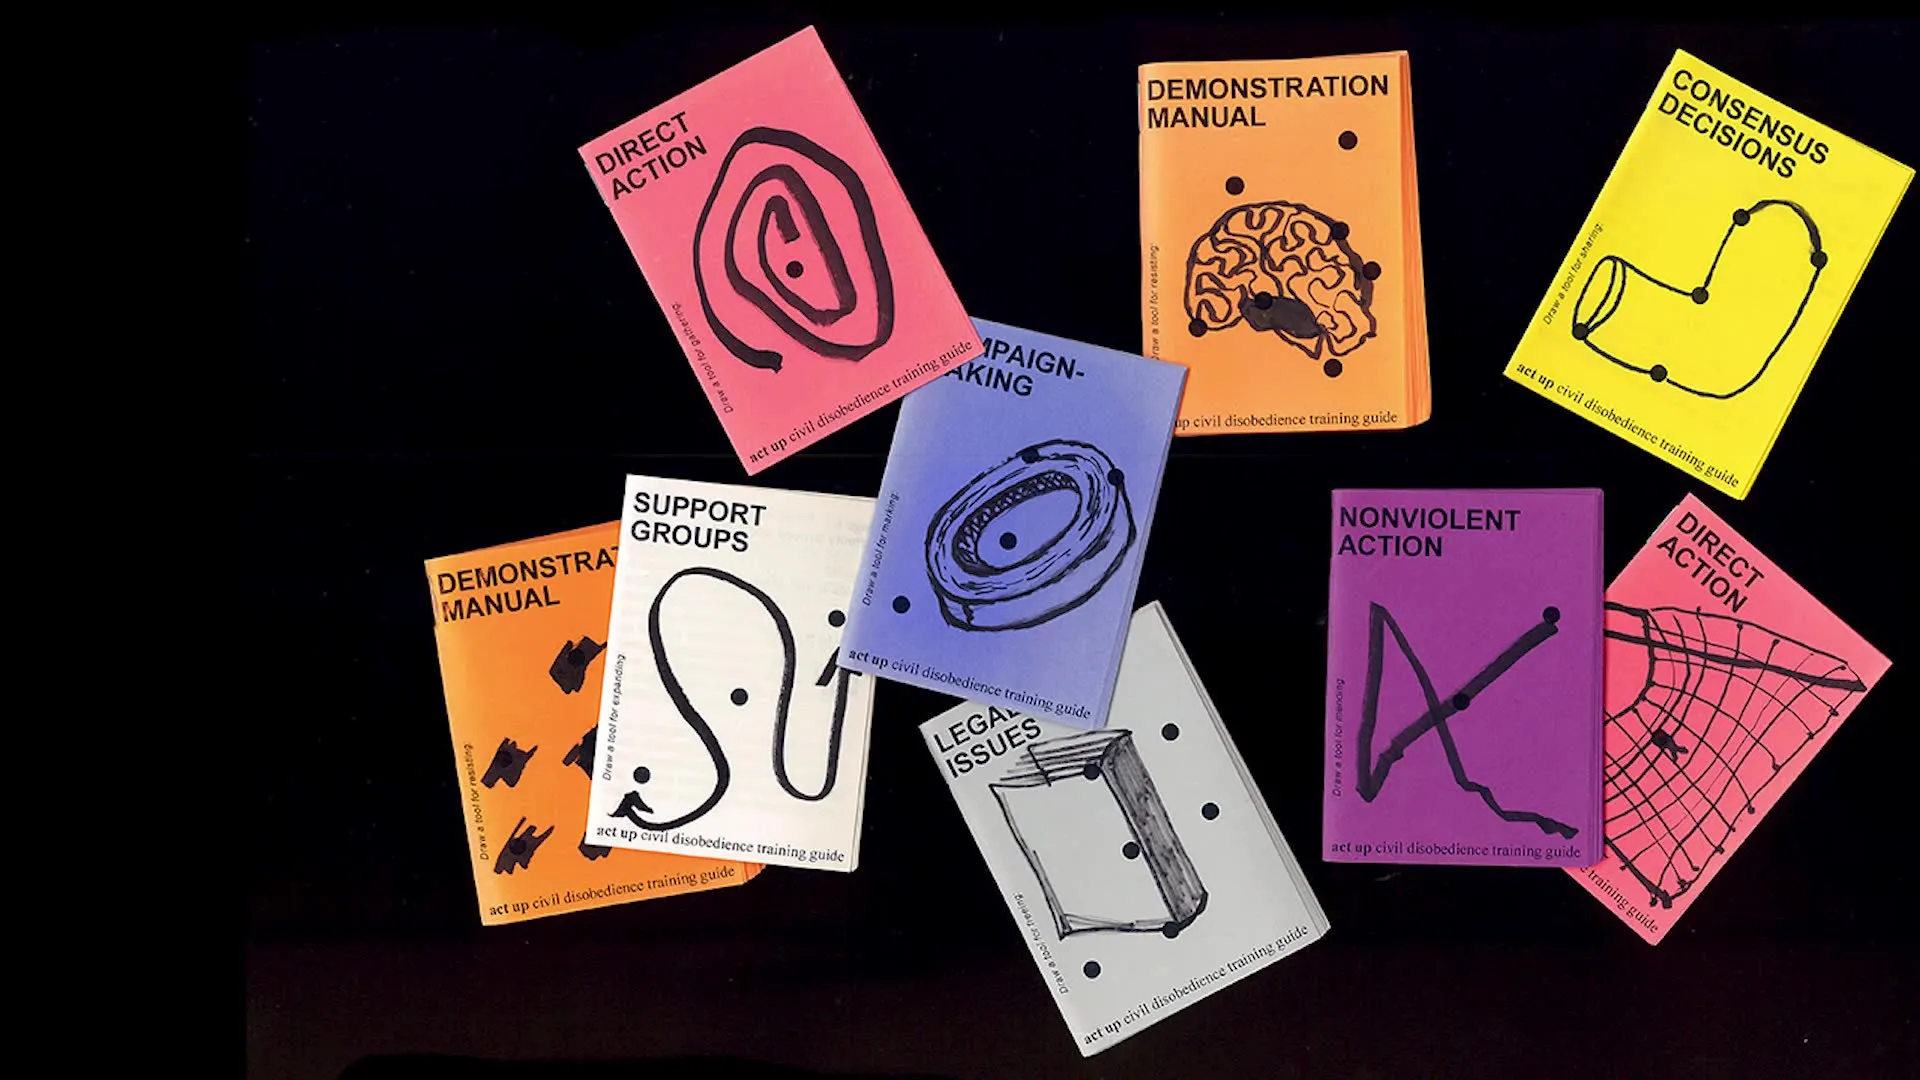 DIRECT
ACTION
Draw a tool for gathering:
act up civil disobedience training guide
DEMONSTRATION
MANUAL
Draw a tool for resisting:
up civil disobedience training guide
CONSENSUS
DECISIONS
Draw a tool for sharing:
act up civil disobedience training guide
MPAIGN-
AKING
Draw a tool for marking:
act up civil disobedience training guide
DEMONSTRAT
MANUAL
Draw a tool for resisting:
act up civil disobedience training guide
SUPPORT
GROUPS
Draw a tool for expanding
act up civil disobedience training guide
LEGAL
ISSUES
Draw a tool for freeing:
act up civil disobedience training guide
NONVIOLENT
ACTION
Draw a tool for mending
act up civil disobedience training guide
DIRECT
ACTION
training guide